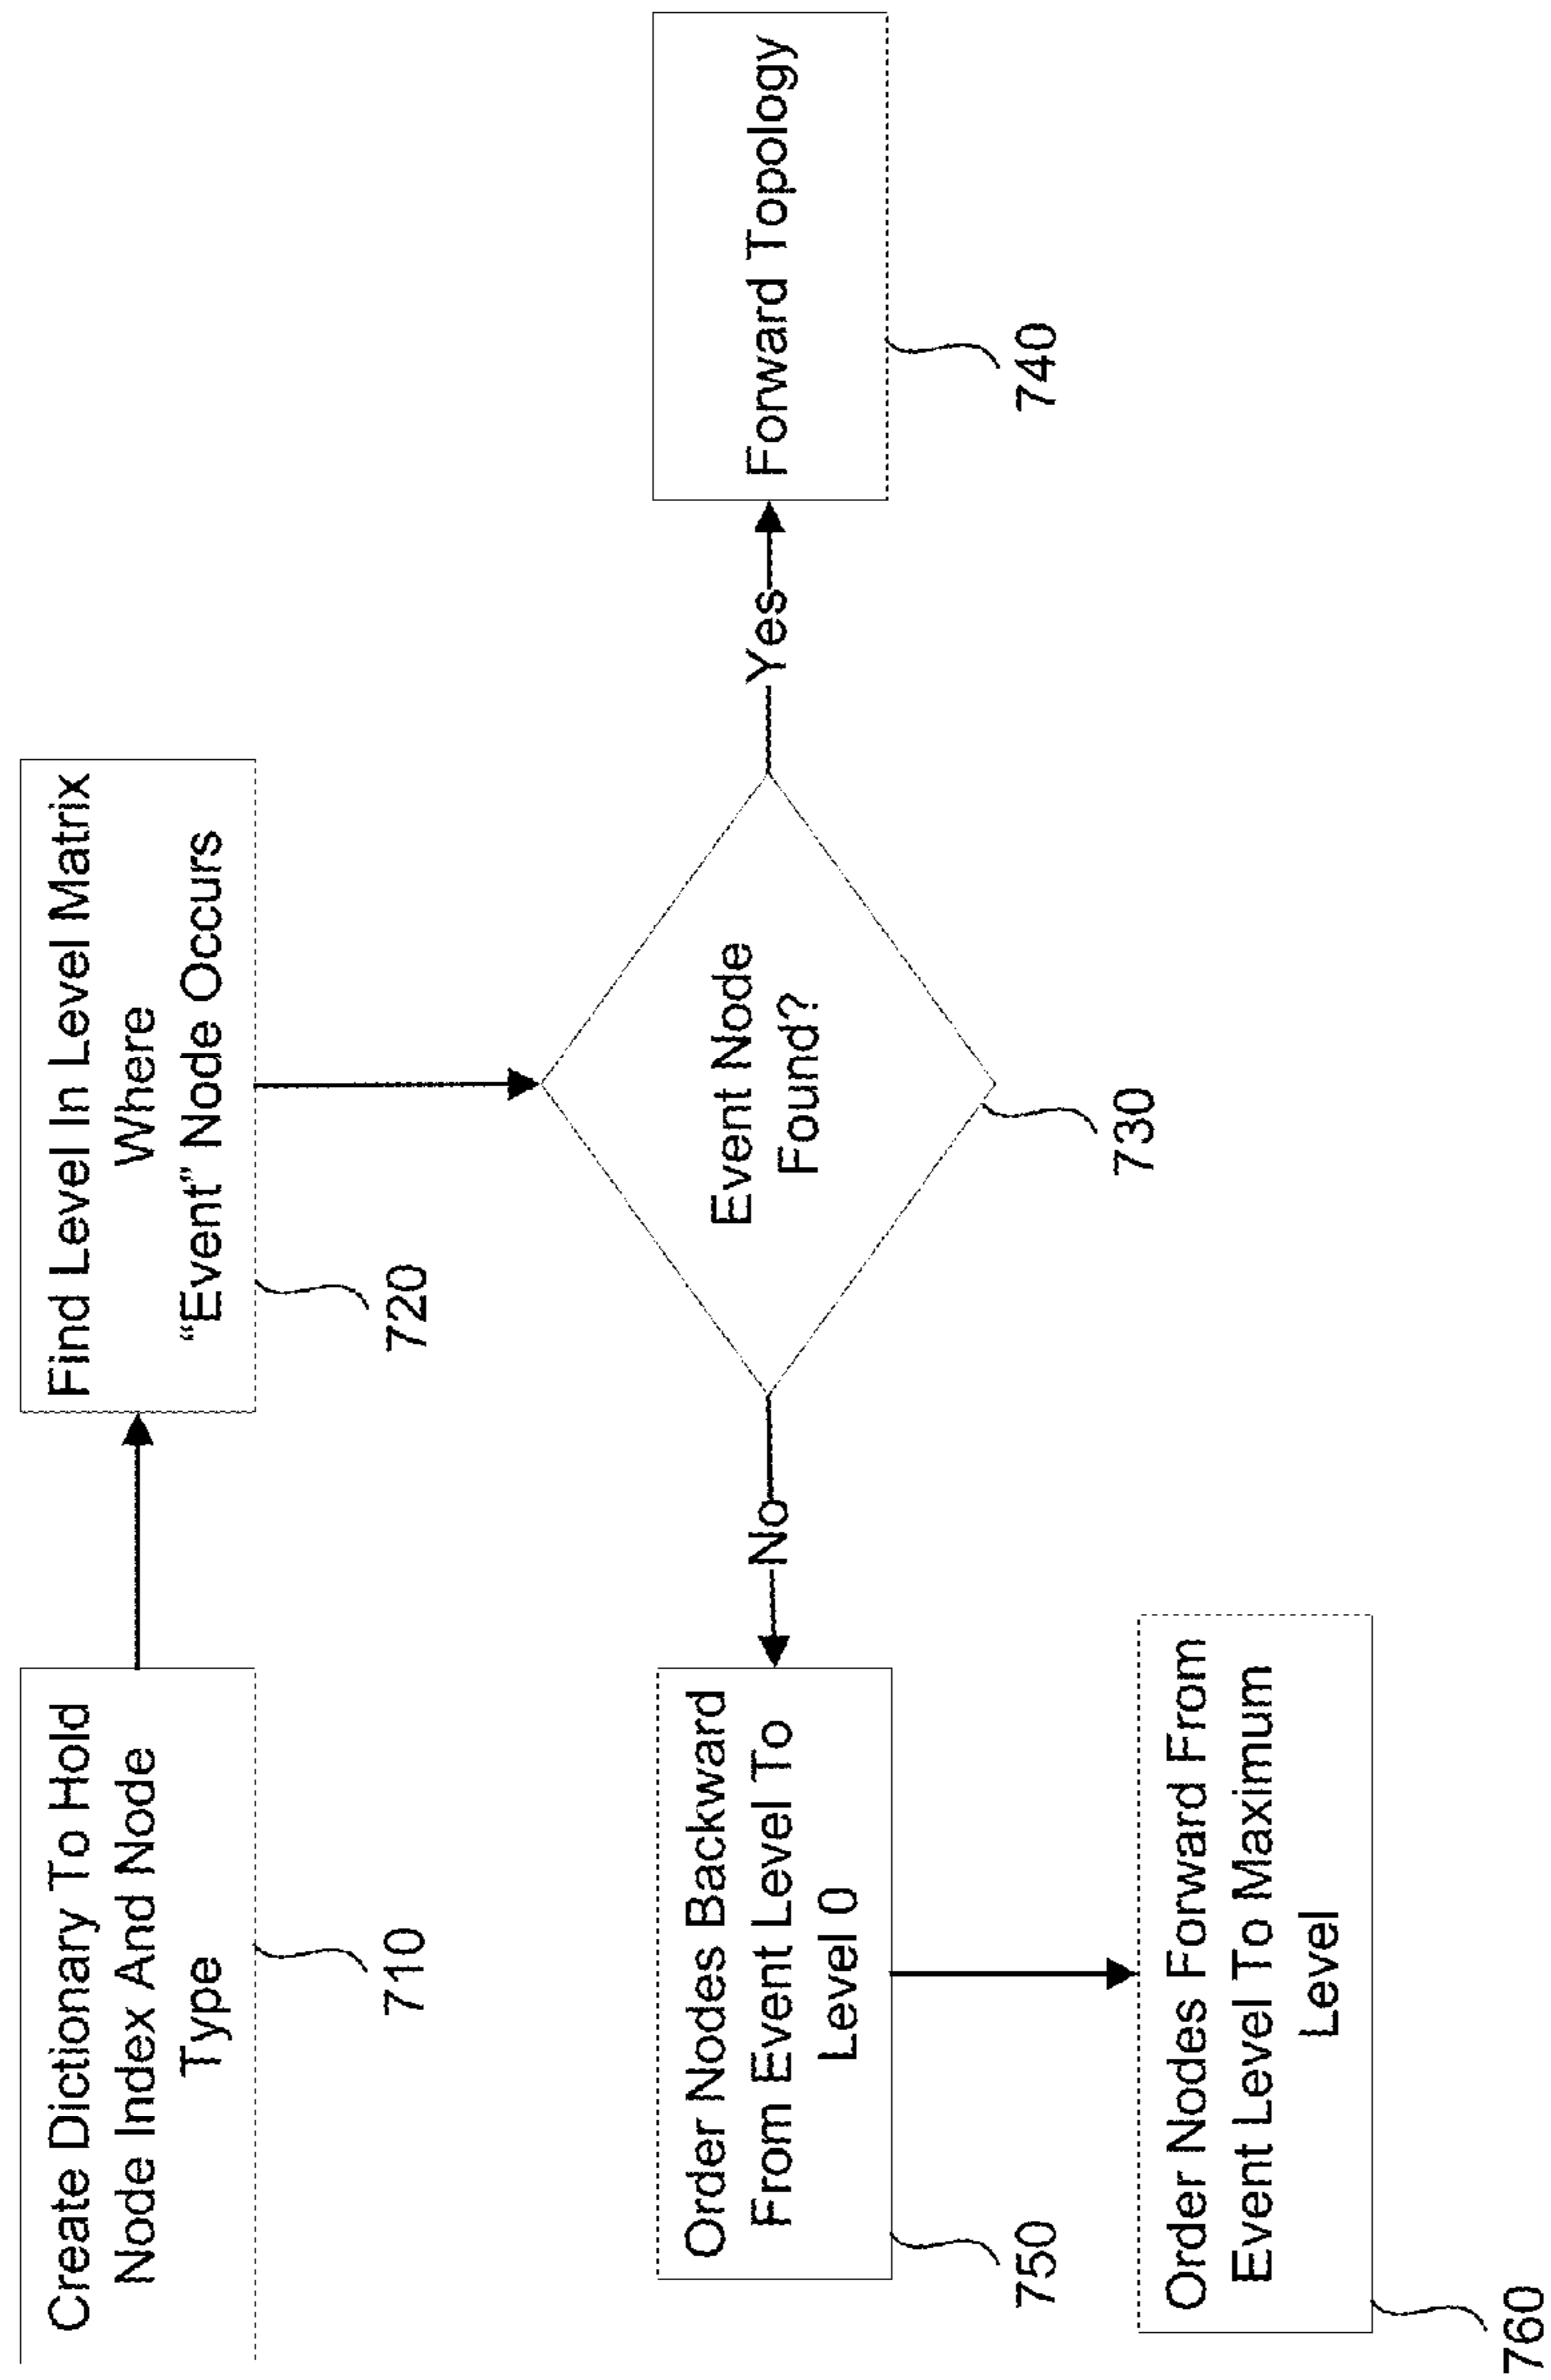 Create Dictionary To Hold
Node Index And Node
Type
710
Find Level In Level Matrix
Where
“Event” Node Occurs
720
Event Node
Found?
730
Yes
Forward Topology
740
No
Order Nodes Backward
From Event Level To
Level 0
750
Order Nodes Forward From
Event Level To Maximum
Level
760